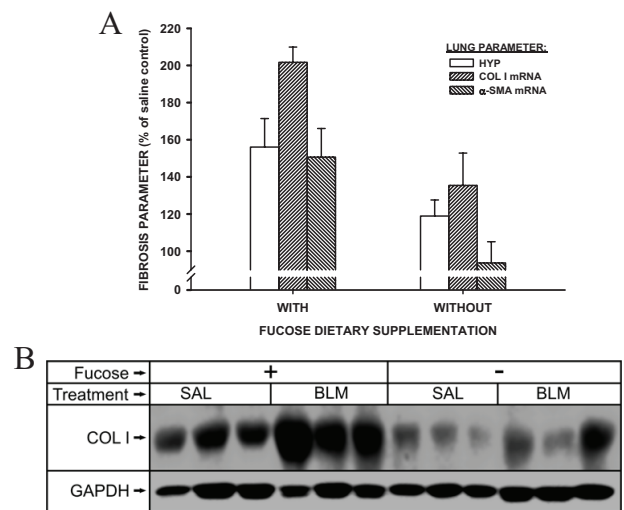 A
FIBROSIS PARAMETER (% of saline control)
220
200
180
160
140
120
100
0
LUNG PARAMETER:
HYP
COL I mRNA
α-SMA mRNA
WITH
WITHOUT
FUCOSE DIETARY SUPPLEMENTATION
B
Fucose → + -
Treatment → SAL BLM SAL BLM
COL I →
GAPDH →